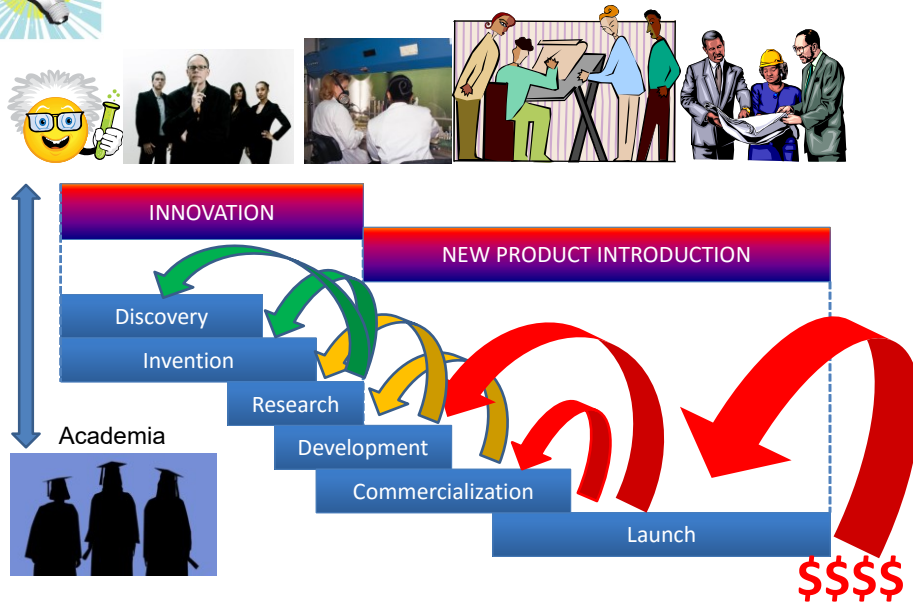 INNOVATION
NEW PRODUCT INTRODUCTION
Discovery
Invention
Research
Academia
Development
Commercialization
Launch
$$$$